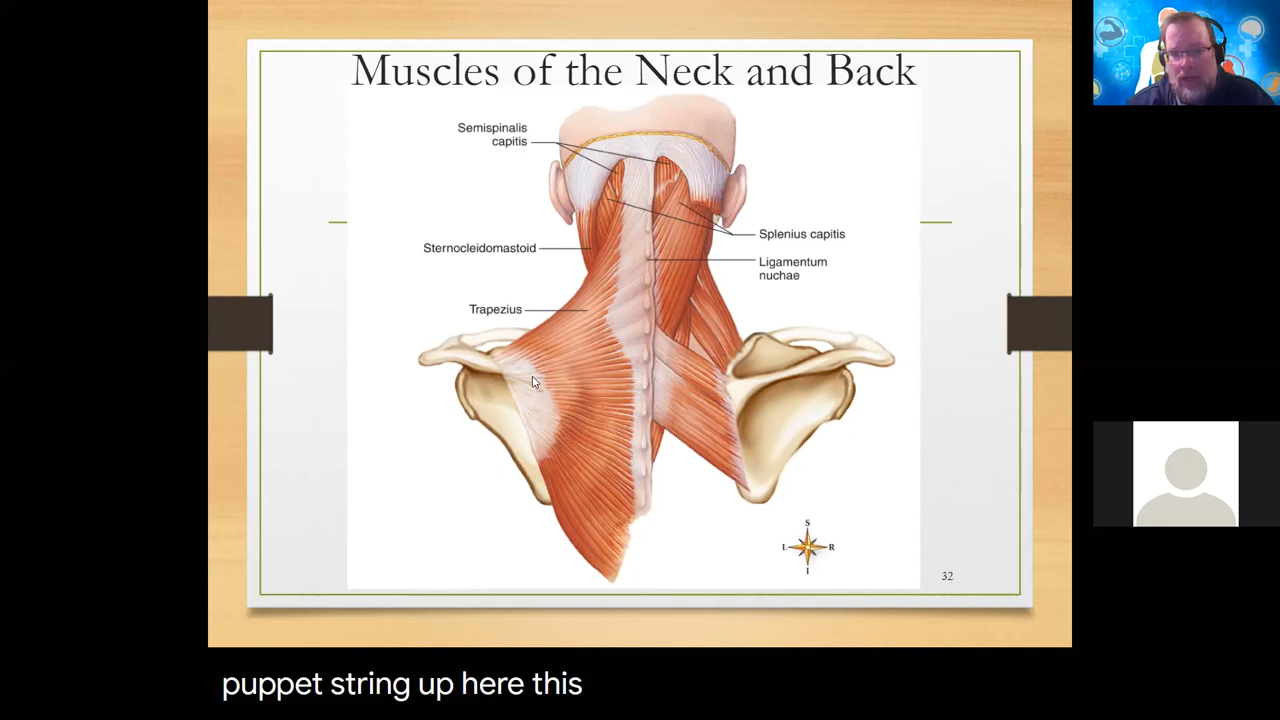 Muscles of the Neck and Back
Semispinalis
capitis
Splenius capitis
Sternocleidomastoid
Ligamentum
nuchae
Trapezius
S
L
R
I
32
puppet string up here this